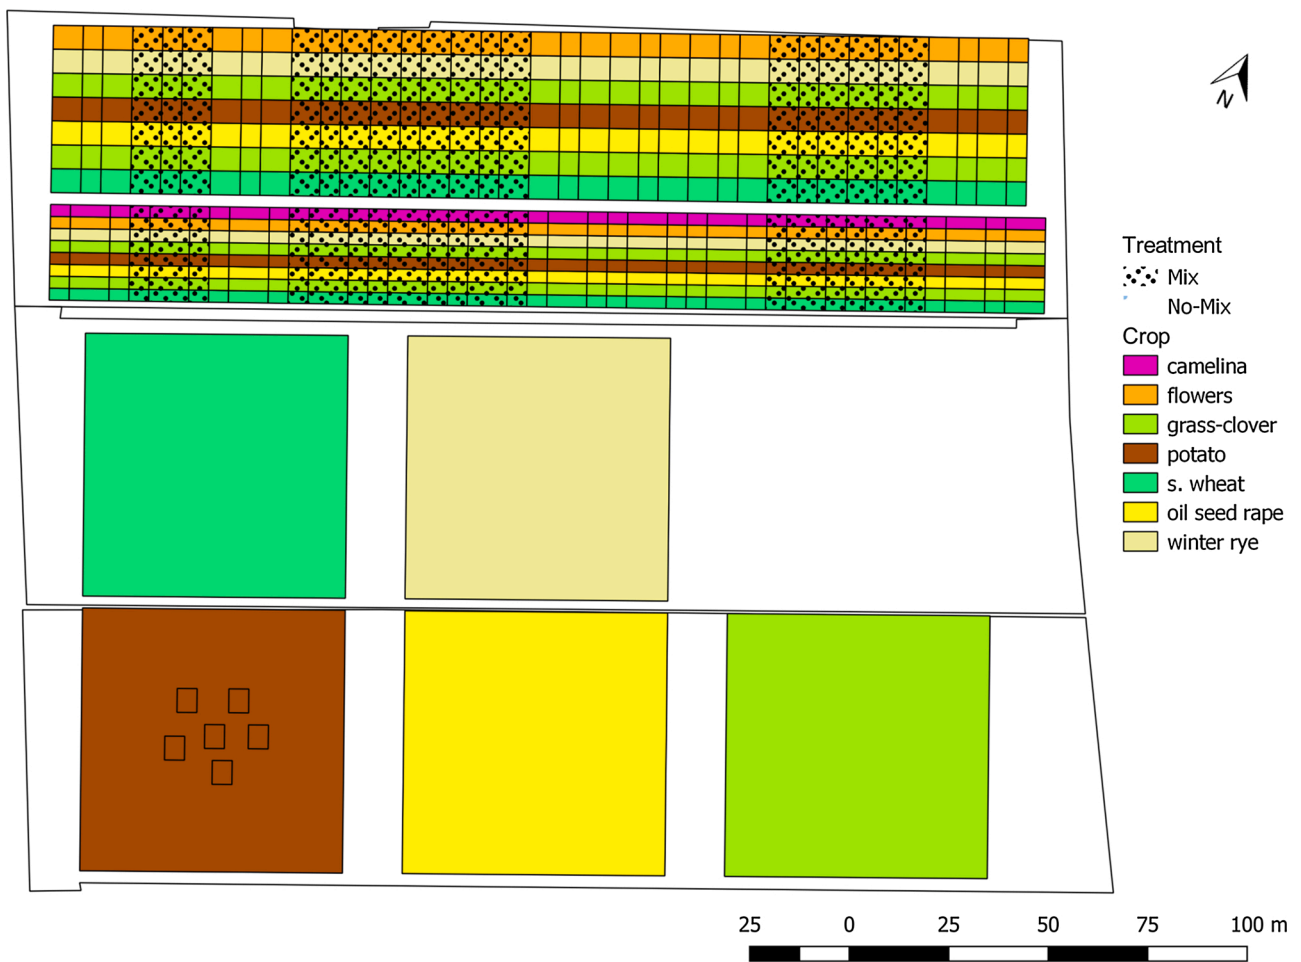 N
Treatment
Mix
No-Mix
Crop
camelina
flowers
grass-clover
potato
s. wheat
oil seed rape
winter rye
25 0 25 50 75 100 m